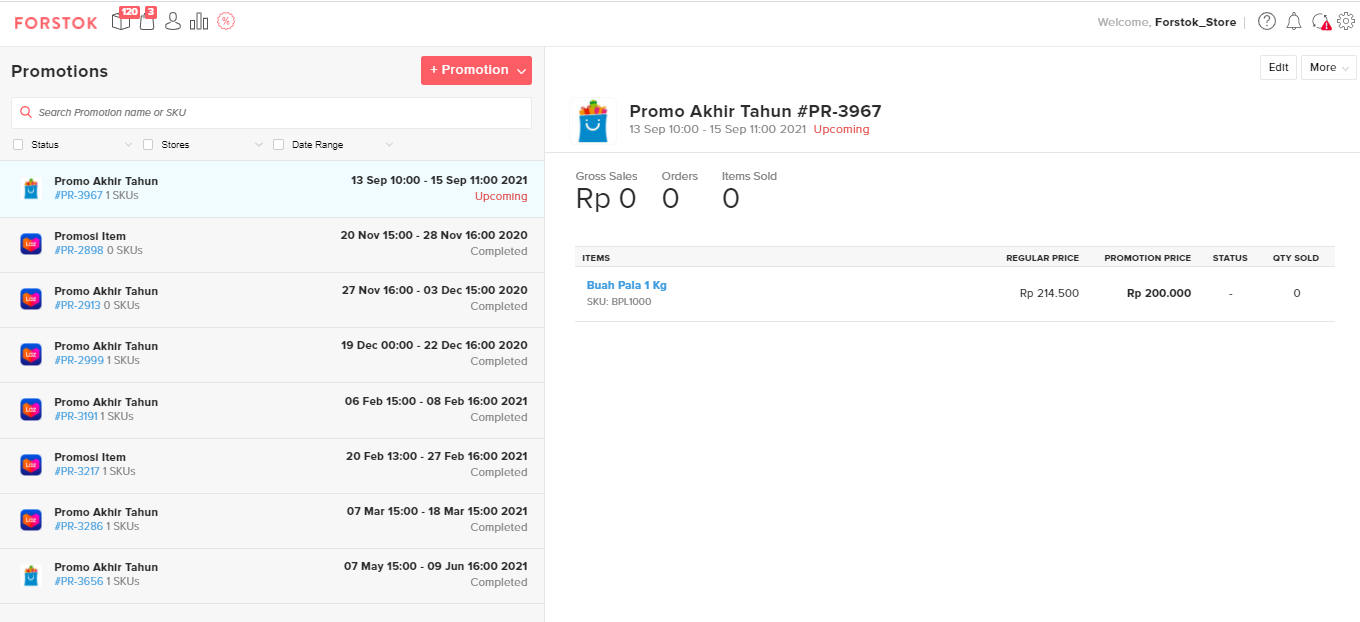 FORSTOK
120
3
Welcome, Forstok_Store
Promotions
+ Promotion
Search Promotion name or SKU
Status
Stores
Date Range
Promo Akhir Tahun
13 Sep 10:00 - 15 Sep 11:00 2021
#PR-3967 1 SKUs
Upcoming
Promosi Item
20 Nov 15:00 - 28 Nov 16:00 2020
#PR-2898 0 SKUs
Completed
Promo Akhir Tahun
27 Nov 16:00 - 03 Dec 15:00 2020
#PR-2913 0 SKUs
Completed
Promo Akhir Tahun
19 Dec 00:00 - 22 Dec 16:00 2020
#PR-2999 1 SKUs
Completed
Promo Akhir Tahun
06 Feb 15:00 - 08 Feb 16:00 2021
#PR-3191 1 SKUs
Completed
Promosi Item
20 Feb 13:00 - 27 Feb 16:00 2021
#PR-3217 1 SKUs
Completed
Promo Akhir Tahun
07 Mar 15:00 - 18 Mar 15:00 2021
#PR-3286 1 SKUs
Completed
Promo Akhir Tahun
07 May 15:00 - 09 Jun 16:00 2021
#PR-3656 1 SKUs
Completed
Edit
More
Promo Akhir Tahun #PR-3967
13 Sep 10:00 - 15 Sep 11:00 2021 Upcoming
Gross Sales
Orders
Items Sold
Rp 0
0
0
ITEMS
REGULAR PRICE
PROMOTION PRICE
STATUS
QTY SOLD
Buah Pala 1 Kg
SKU: BPL1000
Rp 214.500
Rp 200.000
-
0